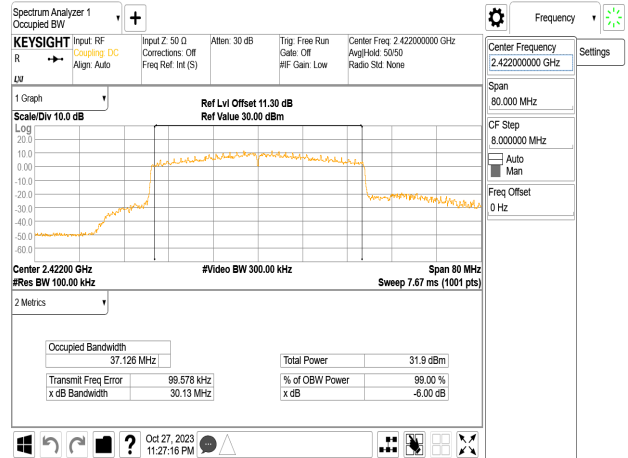 Spectrum Analyzer 1
Occupied BW
▼
+
Frequency
▼
KEYSIGHT
R
LXI
Input: RF
Coupling: DC
Align: Auto
Input Z: 50 Ω
Corrections: Off
Freq Ref: Int (S)
Atten: 30 dB
Trig: Free Run
Gate: Off
#IF Gain: Low
Center Freq: 2.422000000 GHz
Avg|Hold: 50/50
Radio Std: None
Center Frequency
2.422000000 GHz
Settings
Span
80.000 MHz
CF Step
8.000000 MHz
Auto
Man
Freq Offset
0 Hz
1 Graph
▼
Scale/Div 10.0 dB
Ref Lvl Offset 11.30 dB
Ref Value 30.00 dBm
Log
20.0
10.0
0.00
-10.0
-20.0
-30.0
-40.0
-50.0
-60.0
Center 2.42200 GHz
#Video BW 300.00 kHz
Span 80 MHz
#Res BW 100.00 kHz
Sweep 7.67 ms (1001 pts)
2 Metrics
▼
Occupied Bandwidth
37.126 MHz
Total Power 31.9 dBm
Transmit Freq Error 99.578 kHz
% of OBW Power 99.00 %
x dB Bandwidth 30.13 MHz
x dB -6.00 dB
?
Oct 27, 2023
11:27:16 PM